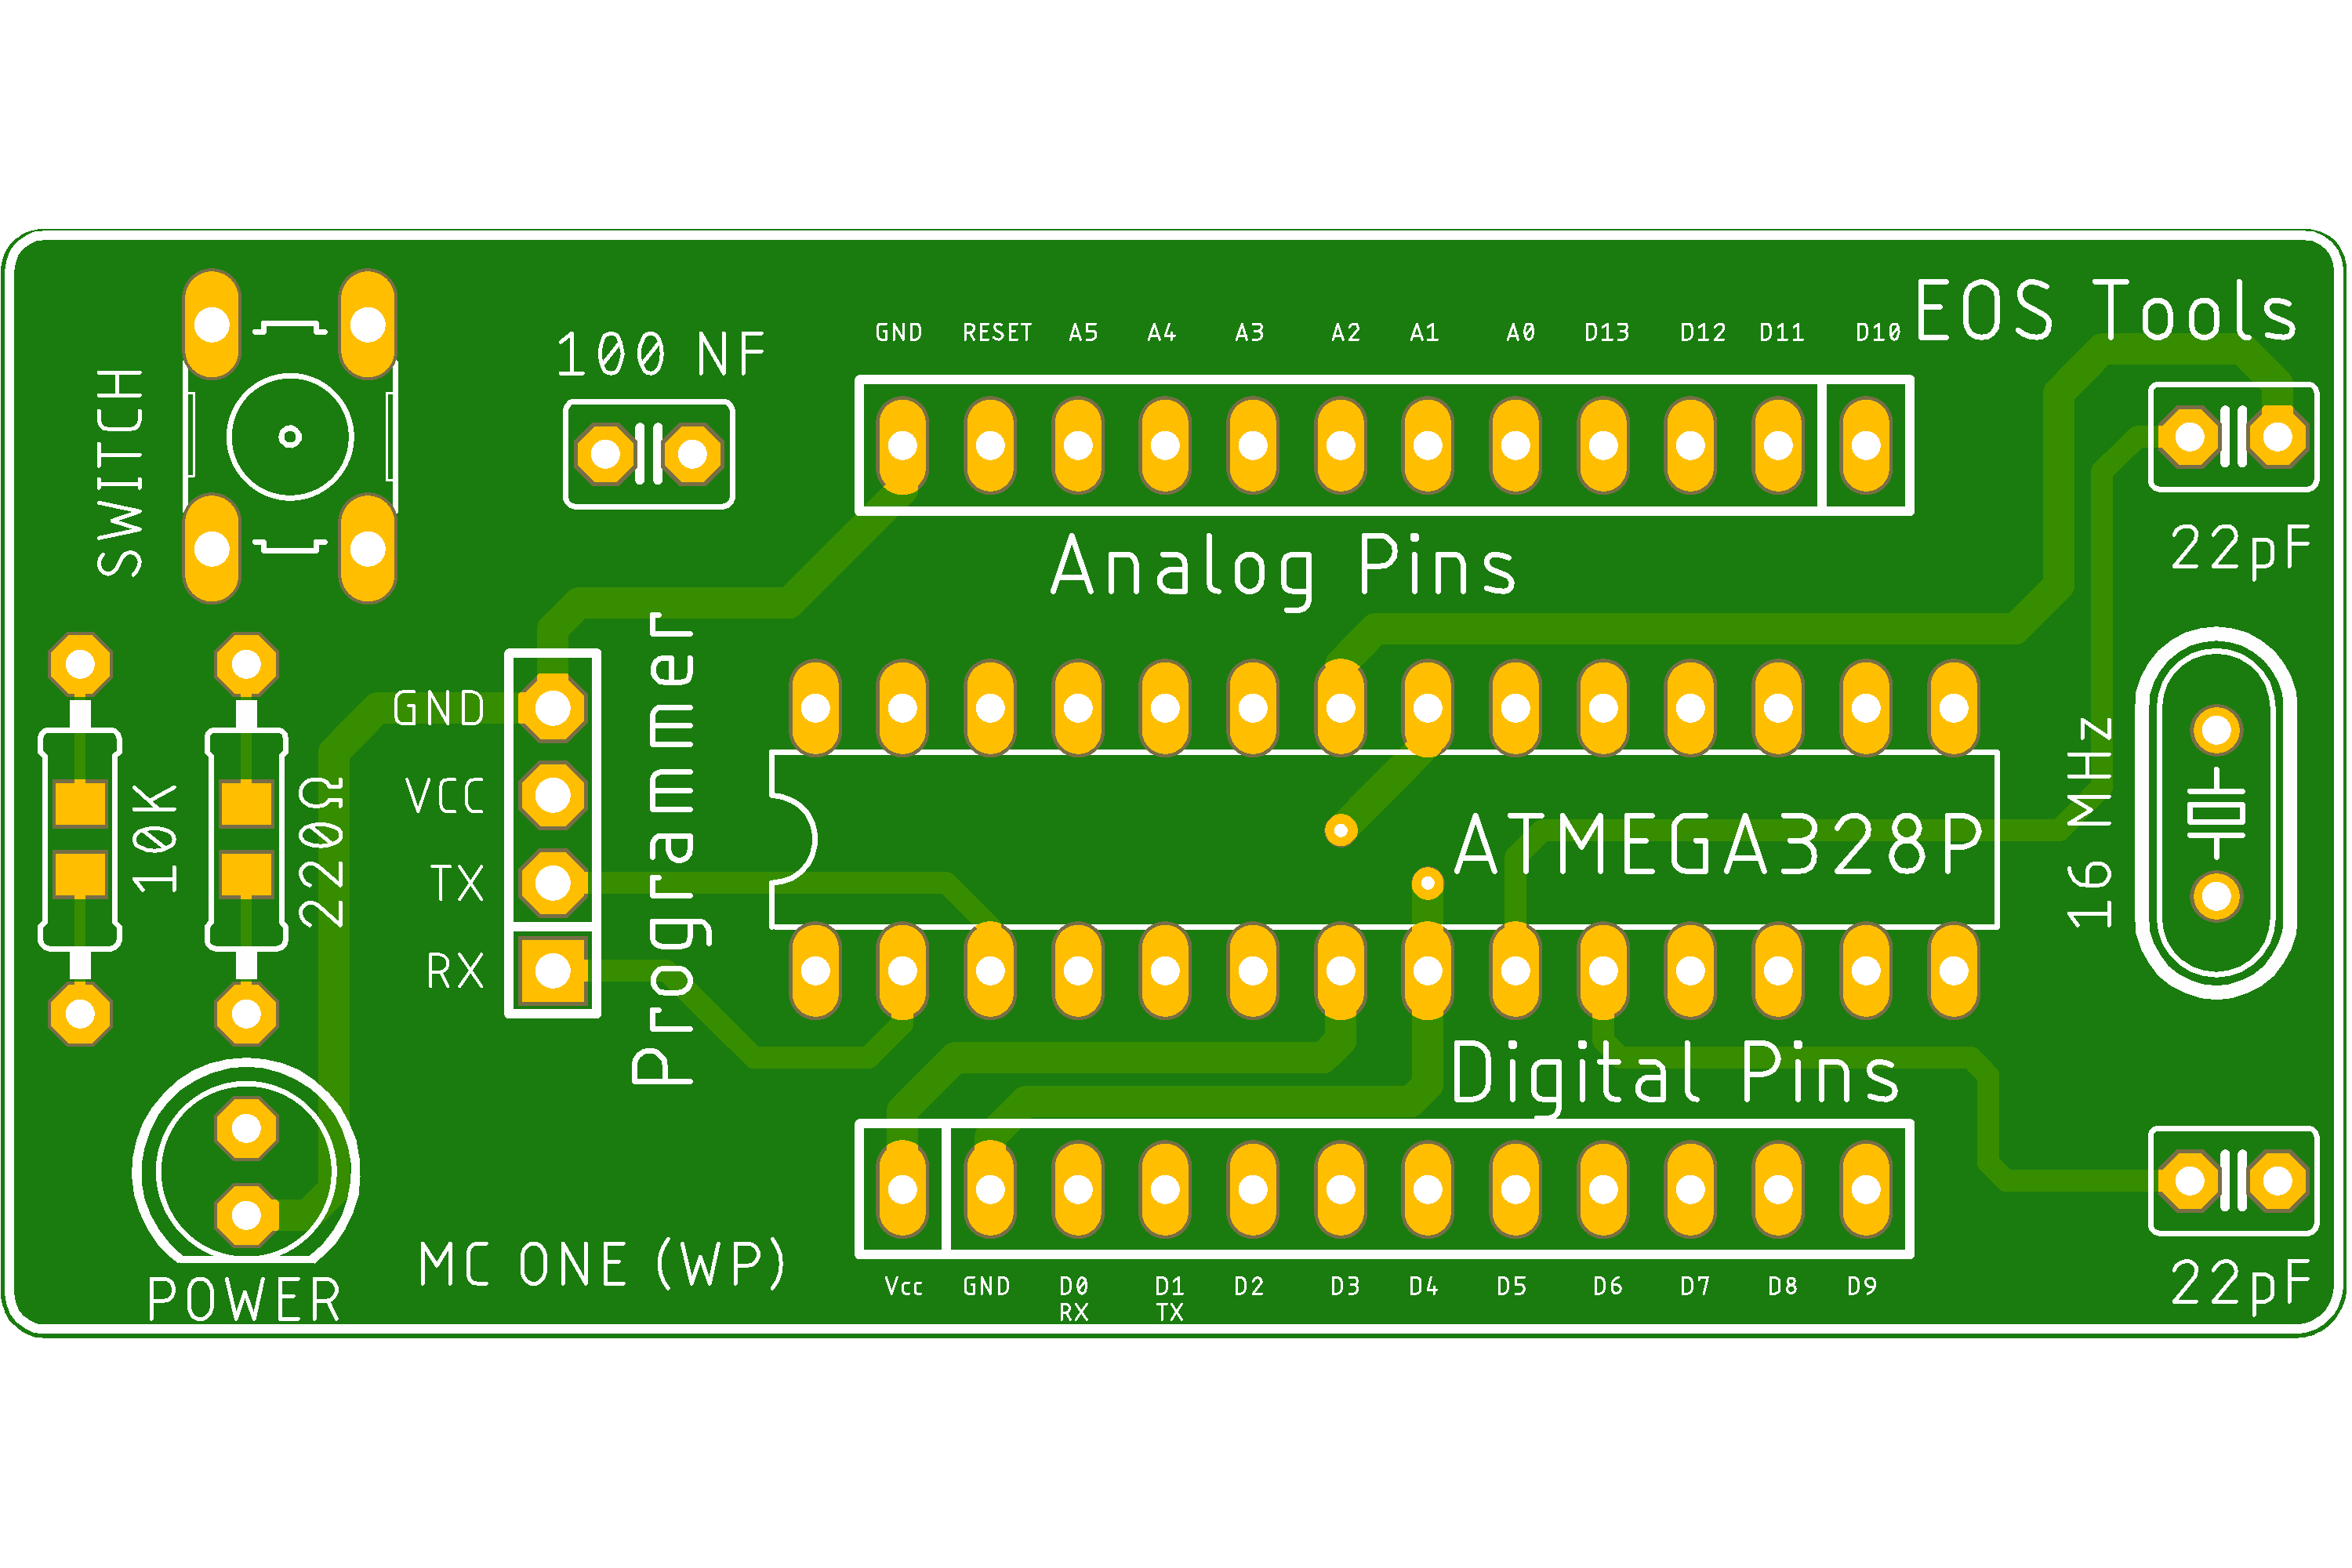 EOS Tools
GND RESET A5 A4 A3 A2 A1 A0 D13 D12 D11 D10
100 NF
SWITCH
22pF
Analog Pins
Programmer
GND
VCC
TX
RX
10K
220Ω
ATMEGA328P
16 MHz
Digital Pins
MC ONE (WP)
POWER
22pF
Vcc GND D0 D1 D2 D3 D4 D5 D6 D7 D8 D9
RX TX